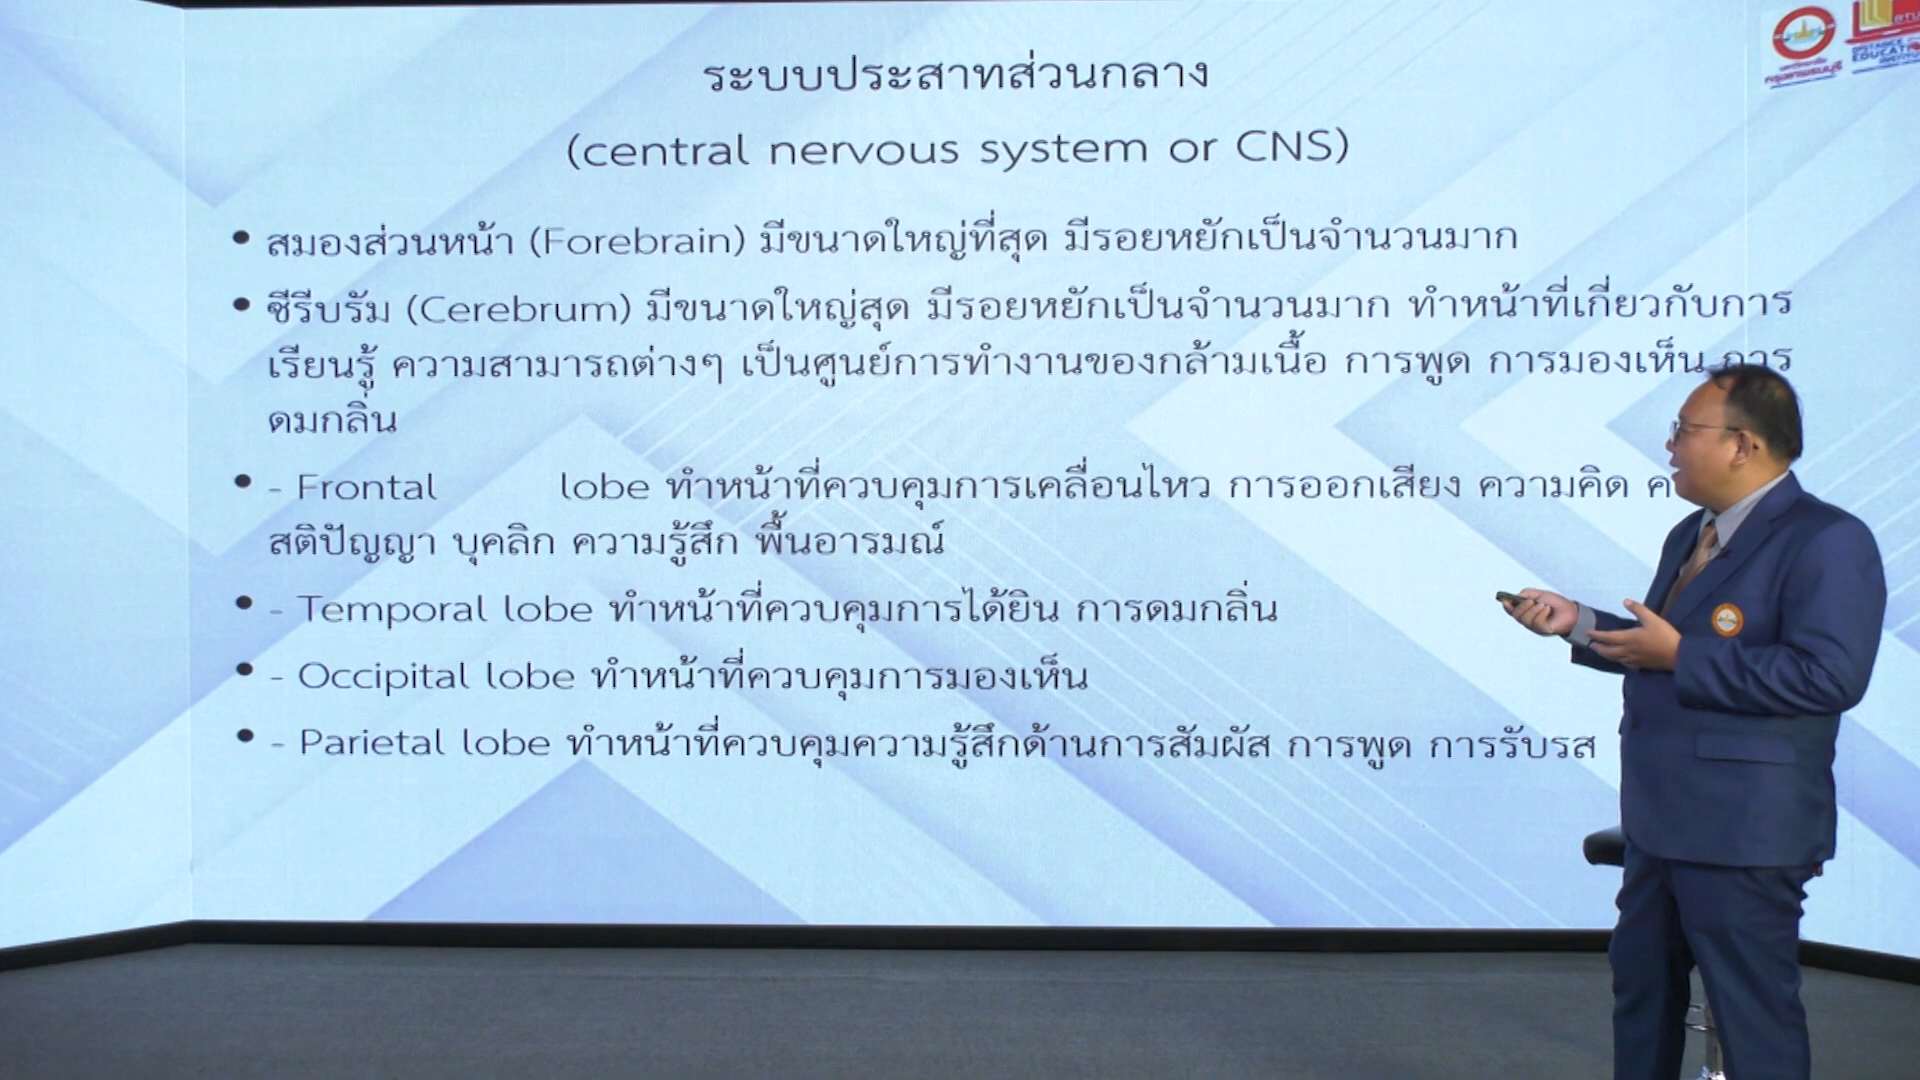 ระบบประสาทส่วนกลาง
(central nervous system or CNS)
• สมองส่วนหน้า (Forebrain) มีขนาดใหญ่ที่สุด มีรอยหยักเป็นจำนวนมาก
• ซีรีบรัม (Cerebrum) มีขนาดใหญ่สุด มีรอยหยักเป็นจำนวนมาก ทำหน้าที่เกี่ยวกับการ
เรียนรู้ ความสามารถต่างๆ เป็นศูนย์การทำงานของกล้ามเนื้อ การพูด การมองเห็น การ
ดมกลิ่น
• - Frontal lobe ทำหน้าที่ควบคุมการเคลื่อนไหว การออกเสียง ความคิด
สติปัญญา บุคลิก ความรู้สึก พื้นอารมณ์
• - Temporal lobe ทำหน้าที่ควบคุมการได้ยิน การดมกลิ่น
• - Occipital lobe ทำหน้าที่ควบคุมการมองเห็น
• - Parietal lobe ทำหน้าที่ควบคุมความรู้สึกด้านการสัมผัส การพูด การรับรส